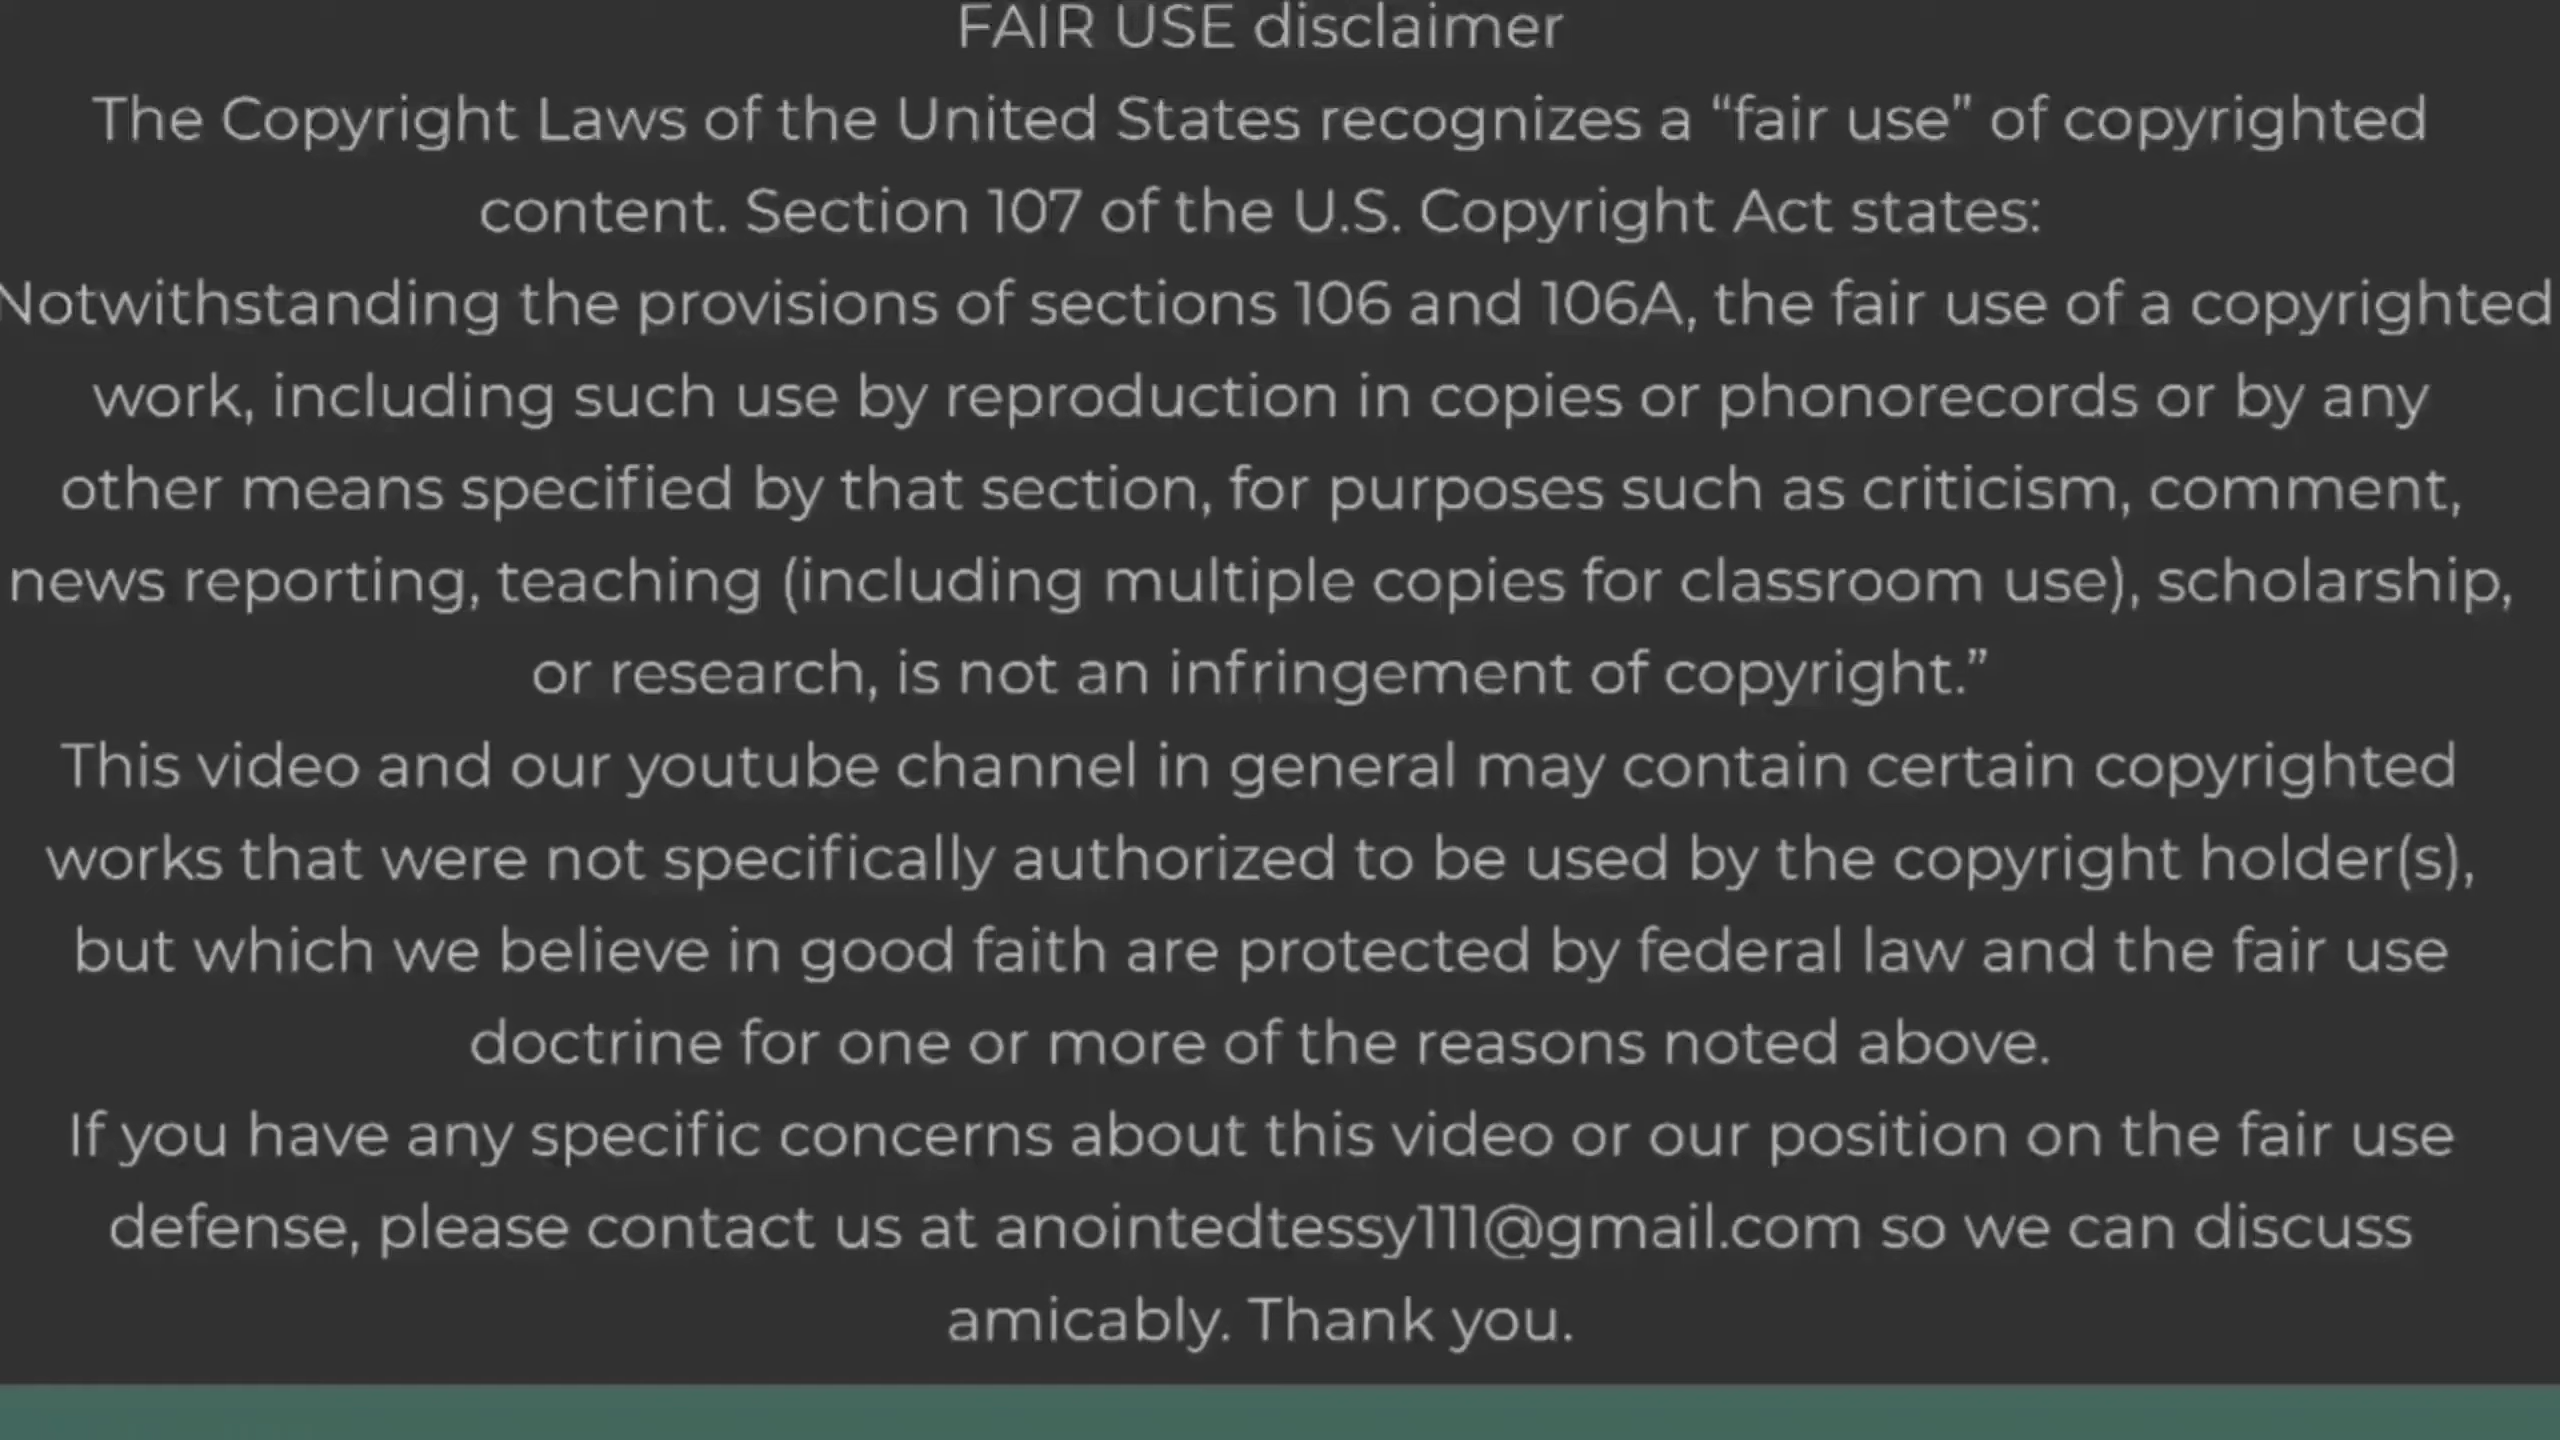 FAIR USE disclaimer
The Copyright Laws of the United States recognizes a “fair use” of copyrighted
content. Section 107 of the U.S. Copyright Act states:
Notwithstanding the provisions of sections 106 and 106A, the fair use of a copyrighted
work, including such use by reproduction in copies or phonorecords or by any
other means specified by that section, for purposes such as criticism, comment,
news reporting, teaching (including multiple copies for classroom use), scholarship,
or research, is not an infringement of copyright.”
This video and our youtube channel in general may contain certain copyrighted
works that were not specifically authorized to be used by the copyright holder(s),
but which we believe in good faith are protected by federal law and the fair use
doctrine for one or more of the reasons noted above.
If you have any specific concerns about this video or our position on the fair use
defense, please contact us at anointedtessy111@gmail.com so we can discuss
amicably. Thank you.